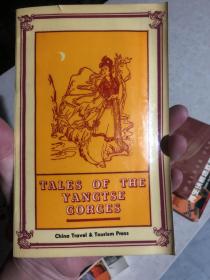 TALES OF THE
YANGTSE
GORGES
China Travel & Tourism Press